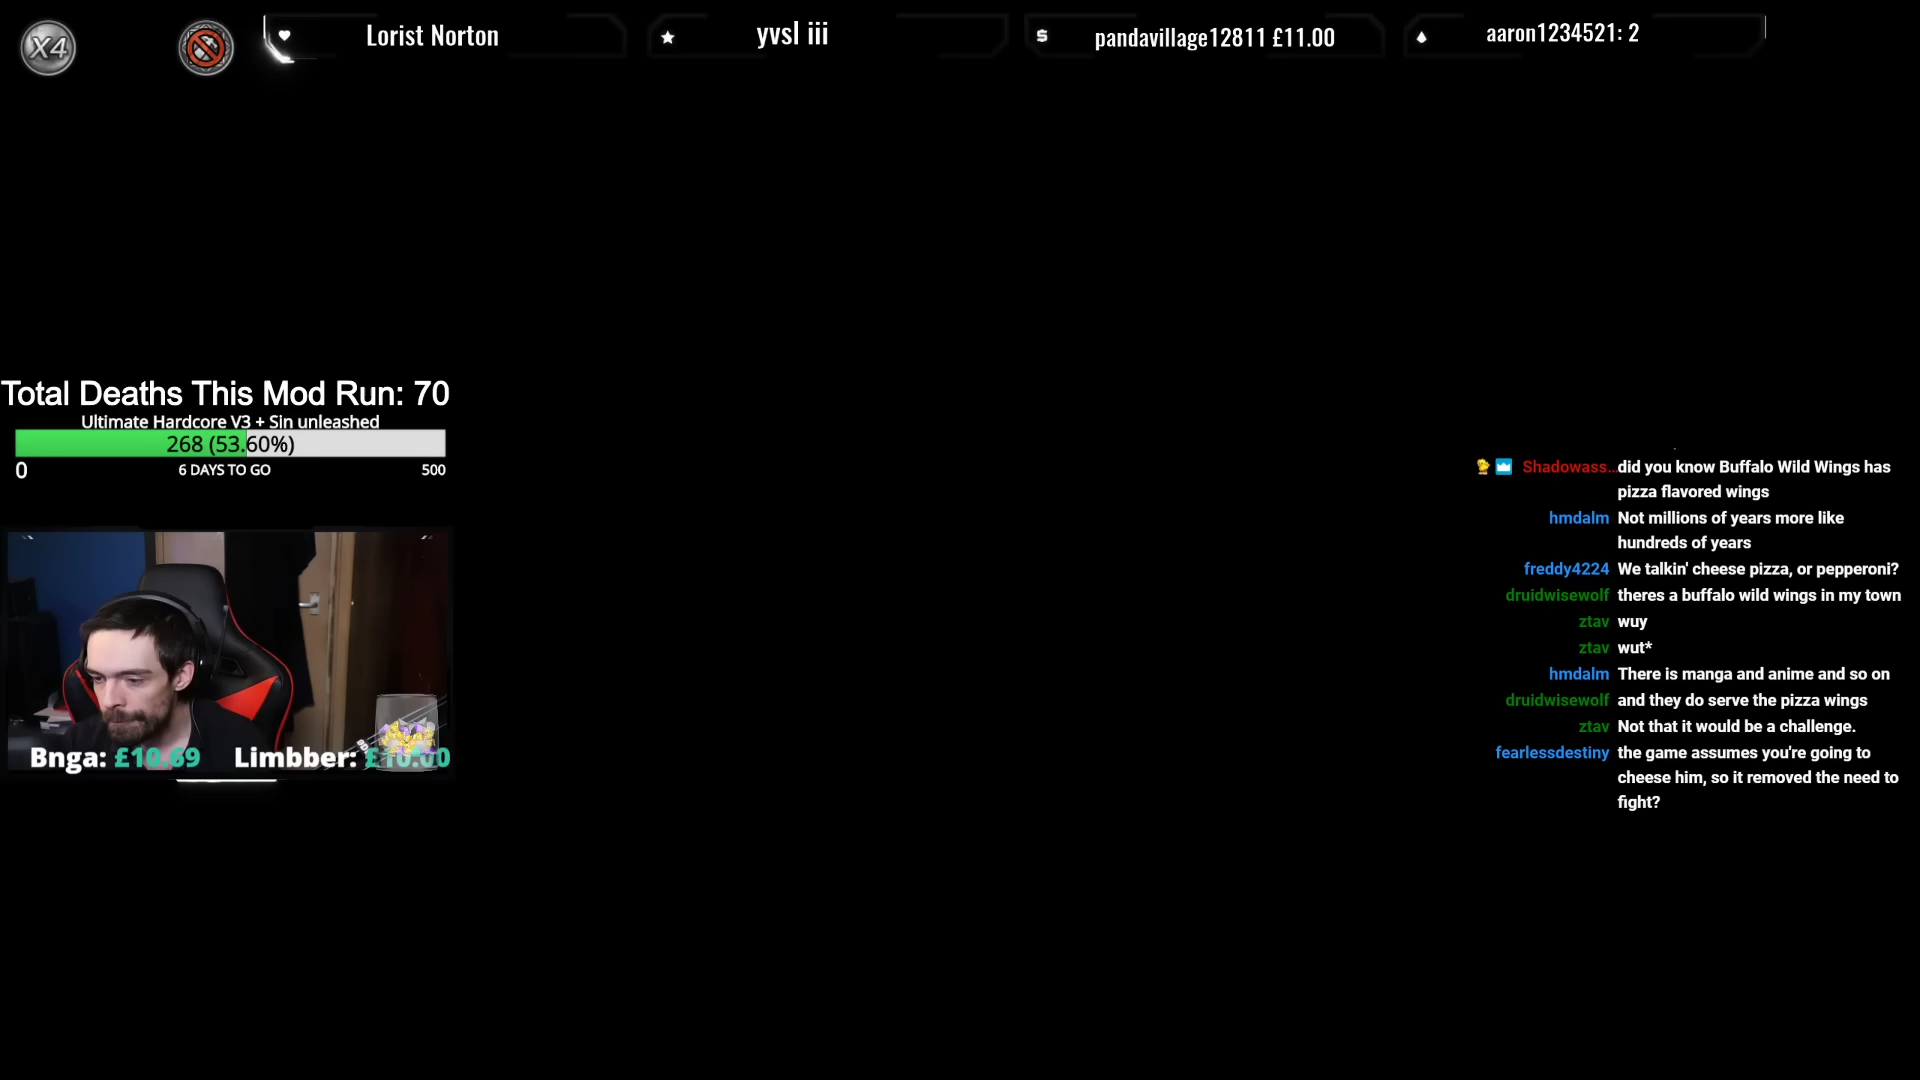 X4
Lorist Norton
yvsl iii
pandavillage12811 £11.00
aaron1234521: 2
Total Deaths This Mod Run: 70
Ultimate Hardcore V3 + Sin unleashed
268 (53.60%)
0
6 DAYS TO GO
500
Bnga: £10.69
Limbber: £10.00
Shadowass... did you know Buffalo Wild Wings has
pizza flavored wings
hmdalm Not millions of years more like
hundreds of years
freddy4224 We talkin' cheese pizza, or pepperoni?
druidwisewolf theres a buffalo wild wings in my town
ztav wuy
ztav wut*
hmdalm There is manga and anime and so on
druidwisewolf and they do serve the pizza wings
ztav Not that it would be a challenge.
fearlessdestiny the game assumes you're going to
cheese him, so it removed the need to
fight?